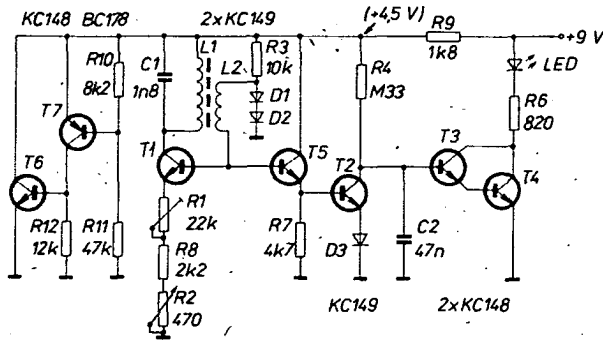 KC148 BC178 2xKC149 (+4,5 V) R9 +9 V
1k8
R10 8k2
C1 1n8
L1
L2
R3 10k
D1
D2
R4 M33
LED
R6 820
T7
T6
T1
T5
T2
T3
T4
R12 12k
R11 47k
R1 22k
R8 2k2
R2 470
R7 4k7
D3
C2 47n
KC149 2xKC148